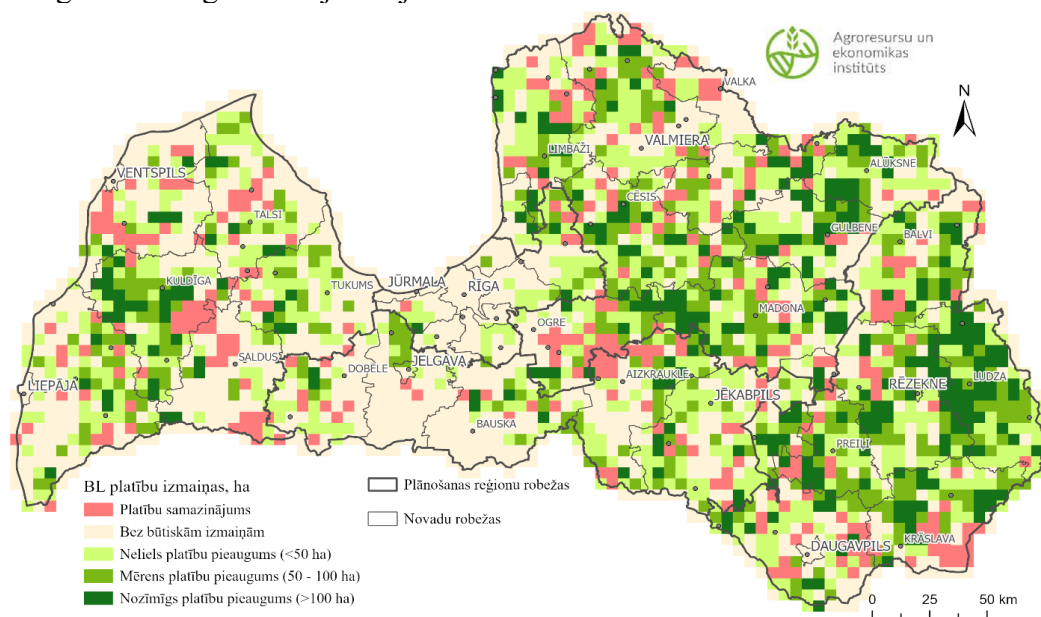 Agroresursu un
ekonomikas
institūts
N
VALKA
VALMIERA
LIMBAŽI
ALŪKSNE
VENTSPILS
CĒSIS
TALSI
GULBENE
BALVI
KULDĪGA
JŪRMALA
RĪGA
TUKUMS
MADONA
OGRE
SALDUS
JELGAVA
DOBELE
AIZKRAUKLE
LIEPĀJA
RĒZEKNE
LUDZA
JĒKABPILS
BAUSKA
PREIĻI
BL platību izmaiņas, ha
Platību samazinājums
Bez būtiskām izmaiņām
Neliels platību pieaugums (<50 ha)
Mērens platību pieaugums (50 - 100 ha)
Nozīmīgs platību pieaugums (>100 ha)
Plānošanas reģionu robežas
Novadu robežas
DAUGAVPILS
KRĀSLAVA
0 25 50 km